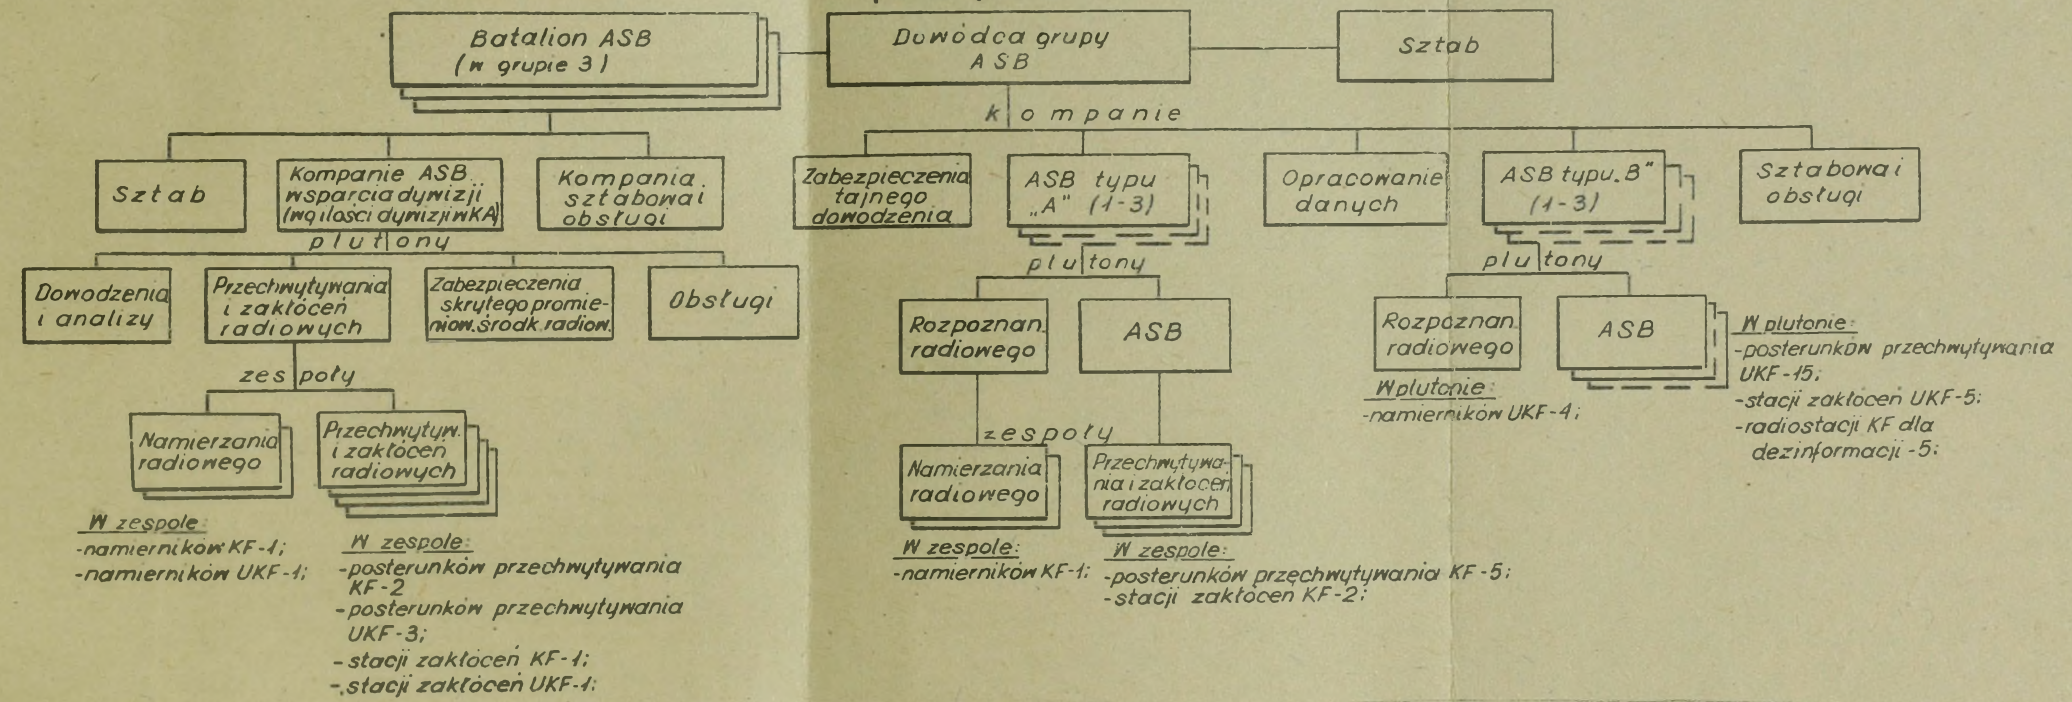 Batalion ASB
(w grupie 3)
Dowódca grupy
ASB
Sztab
kompanie
Sztab
Kompanie ASB
wsparcia dywizji
(wg ilości dywizji w KA)
Kompania
sztabowa i
obsługi
Zabezpieczenia
tajnego
dowodzenia
ASB typu
„A” (1-3)
Opracowanie
danych
ASB typu „B”
(1-3)
Sztabowa i
obsługi
plutony
plutony
plutony
Dowodzenia
i analizy
Przechwytywania
i zakłóceń
radiowych
Zabezpieczenia
skrytego promie-
niow. środk. radiow.
Obsługi
Rozpoznan.
radiowego
ASB
Rozpoznan.
radiowego
ASB
W plutonie:
-namierników UKF-4;
W plutonie:
-posterunków przechwytywania
UKF-15;
-stacji zakłóceń UKF-5;
-radiostacji KF dla
dezinformacji-5;
zespoły
zespoły
Namierzania
radiowego
Przechwytyw.
i zakłóceń
radiowych
Namierzania
radiowego
Przechwytywa-
nia i zakłóceń
radiowych
W zespole:
-namierników KF-1;
-namierników UKF-1;
W zespole:
-posterunków przechwytywania
KF-2
-posterunków przechwytywania
UKF-3;
-stacji zakłóceń KF-1;
-stacji zakłóceń UKF-1:
W zespole:
-namierników KF-1;
W zespole:
-posterunków przechwytywania KF-5;
-stacji zakłóceń KF-2;